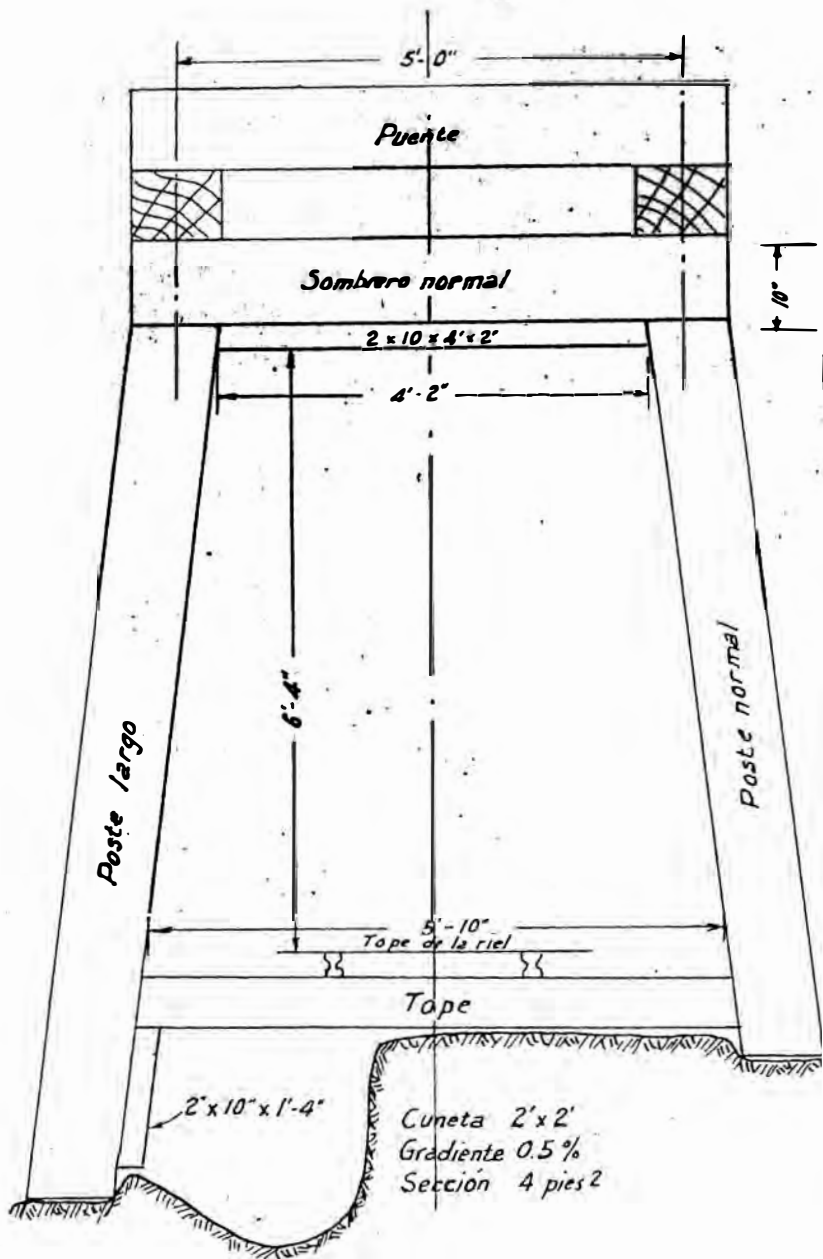 5'-0"
Puente
Sombrero normal
10"
2 x 10 x 4' x 2'
4'-2"
6'-4"
Poste largo
Poste normal
5'-10"
Tope de la riel
Tope
2" x 10" x 1'-4"
Cuneta 2' x 2'
Gradiente 0.5 %
Sección 4 pies 2